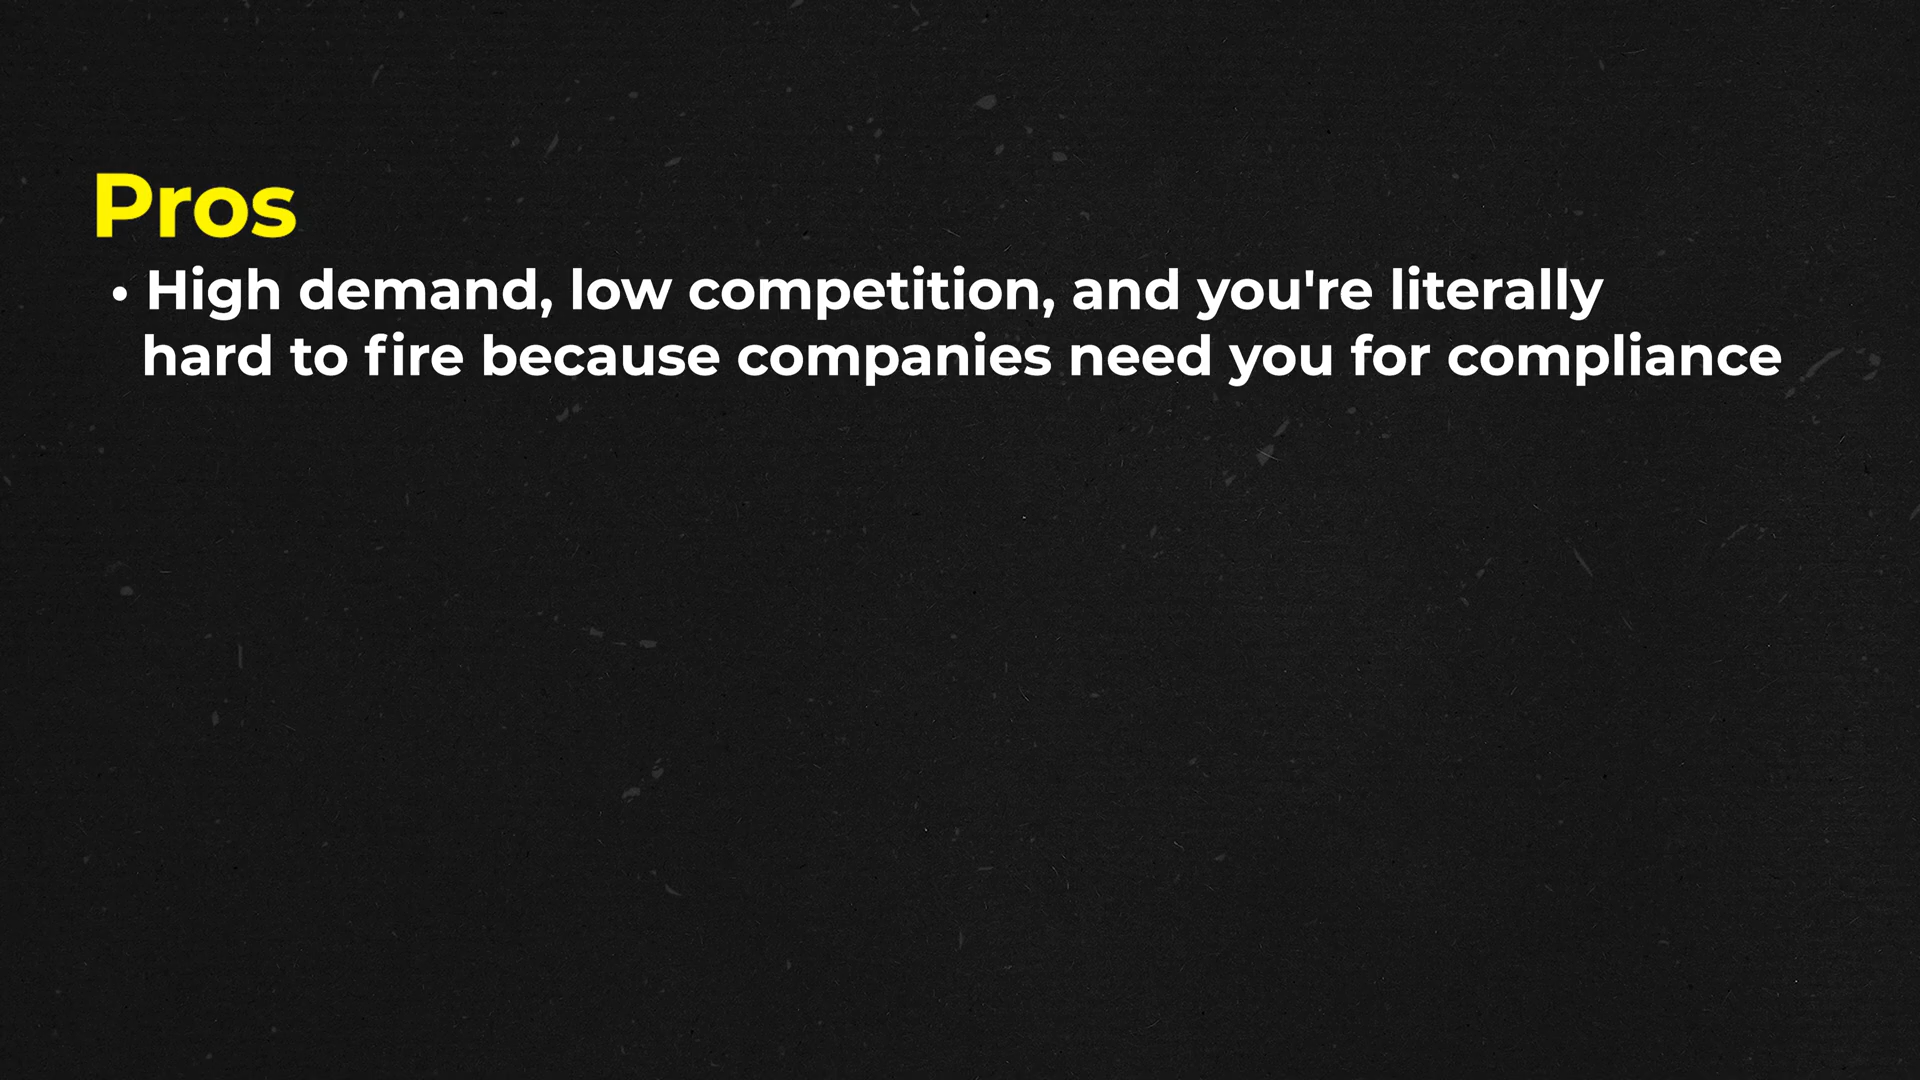 Pros
• High demand, low competition, and you're literally
hard to fire because companies need you for compliance